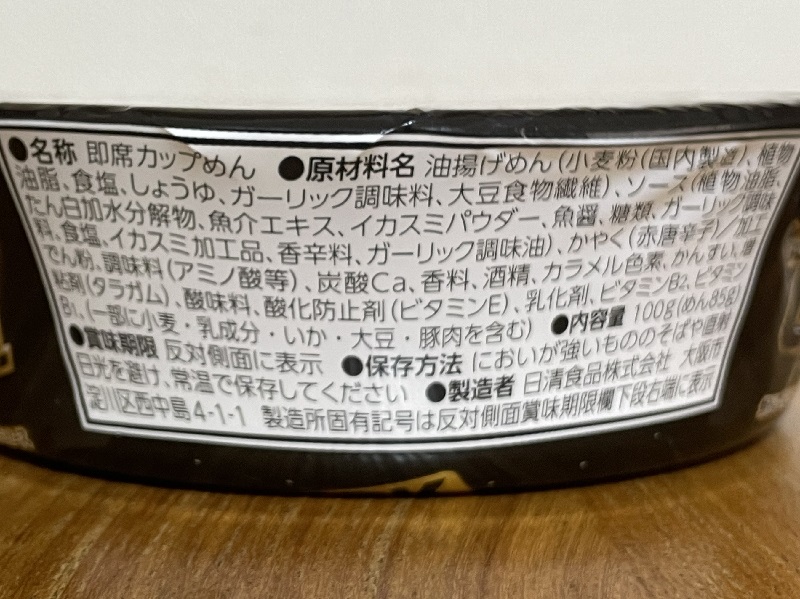 ●名称 即席カップめん ●原材料名 油揚げめん(小麦粉(国内製造)、植物
油脂、食塩、しょうゆ、ガーリック調味料、大豆食物繊維)、ソース(植物油脂、
たん白加水分解物、魚介エキス、イカスミパウダー、魚醤、糖類、ガーリック調味
料、食塩、イカスミ加工品、香辛料、ガーリック調味油)、かやく(赤唐辛子)/加工
でん粉、調味料(アミノ酸等)、炭酸Ca、香料、酒精、カラメル色素、かんすい、増
粘剤(タラガム)、酸味料、酸化防止剤(ビタミンE)、乳化剤、ビタミンB2、ビタミン
B1、(一部に小麦・乳成分・いか・大豆・豚肉を含む) ●内容量 100g(めん85g)
●賞味期限 反対側面に表示 ●保存方法 においが強いもののそばや直射
日光を避け、常温で保存してください ●製造者 日清食品株式会社 大阪市
淀川区西中島4-1-1 製造所固有記号は反対側面賞味期限欄下段右端に表示